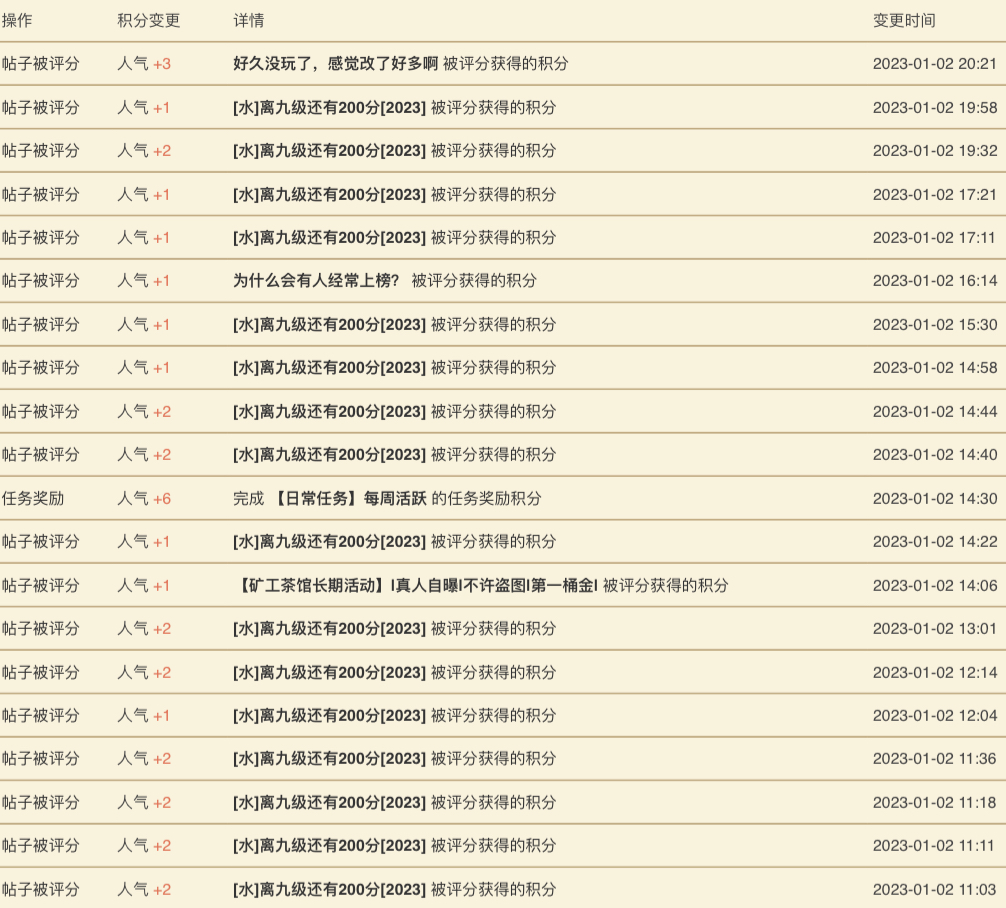 操作 积分变更 详情 变更时间
帖子被评分 人气 +3 好久没玩了，感觉改了好多啊 被评分获得的积分 2023-01-02 20:21
帖子被评分 人气 +1 [水]离九级还有200分[2023] 被评分获得的积分 2023-01-02 19:58
帖子被评分 人气 +2 [水]离九级还有200分[2023] 被评分获得的积分 2023-01-02 19:32
帖子被评分 人气 +1 [水]离九级还有200分[2023] 被评分获得的积分 2023-01-02 17:21
帖子被评分 人气 +1 [水]离九级还有200分[2023] 被评分获得的积分 2023-01-02 17:11
帖子被评分 人气 +1 为什么会有人经常上榜？ 被评分获得的积分 2023-01-02 16:14
帖子被评分 人气 +1 [水]离九级还有200分[2023] 被评分获得的积分 2023-01-02 15:30
帖子被评分 人气 +1 [水]离九级还有200分[2023] 被评分获得的积分 2023-01-02 14:58
帖子被评分 人气 +2 [水]离九级还有200分[2023] 被评分获得的积分 2023-01-02 14:44
帖子被评分 人气 +2 [水]离九级还有200分[2023] 被评分获得的积分 2023-01-02 14:40
任务奖励 人气 +6 完成 【日常任务】每周活跃 的任务奖励积分 2023-01-02 14:30
帖子被评分 人气 +1 [水]离九级还有200分[2023] 被评分获得的积分 2023-01-02 14:22
帖子被评分 人气 +1 【矿工茶馆长期活动】l真人自曝l不许盗图l第一桶金l 被评分获得的积分 2023-01-02 14:06
帖子被评分 人气 +2 [水]离九级还有200分[2023] 被评分获得的积分 2023-01-02 13:01
帖子被评分 人气 +2 [水]离九级还有200分[2023] 被评分获得的积分 2023-01-02 12:14
帖子被评分 人气 +1 [水]离九级还有200分[2023] 被评分获得的积分 2023-01-02 12:04
帖子被评分 人气 +2 [水]离九级还有200分[2023] 被评分获得的积分 2023-01-02 11:36
帖子被评分 人气 +2 [水]离九级还有200分[2023] 被评分获得的积分 2023-01-02 11:18
帖子被评分 人气 +2 [水]离九级还有200分[2023] 被评分获得的积分 2023-01-02 11:11
帖子被评分 人气 +2 [水]离九级还有200分[2023] 被评分获得的积分 2023-01-02 11:03